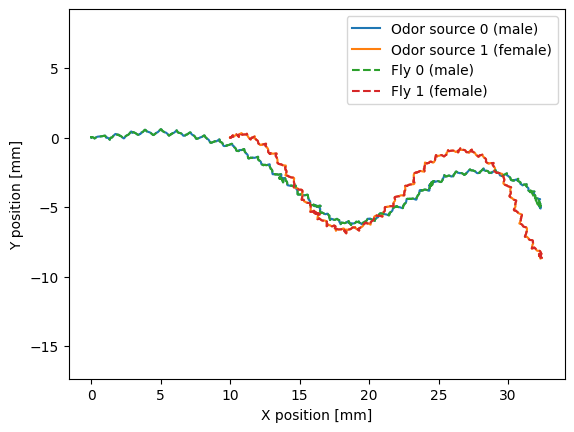 Odor source 0 (male)
Odor source 1 (female)
Fly 0 (male)
Fly 1 (female)
5
0
−5
−10
−15
Y position [mm]
0 5 10 15 20 25 30
X position [mm]